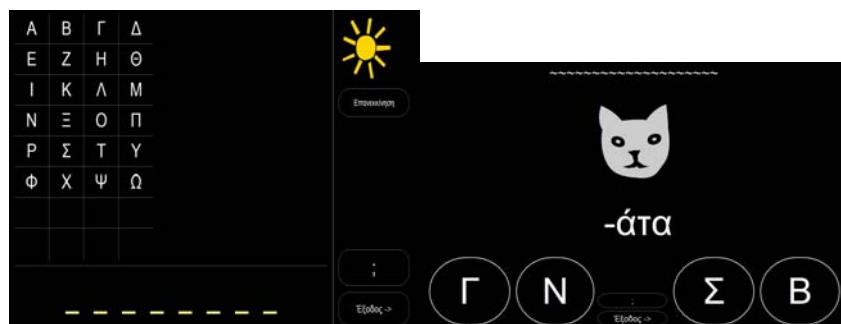 Α Β Γ Δ
Ε Ζ Η Θ
Ι Κ Λ Μ
Ν Ξ Ο Π
Ρ Σ Τ Υ
Φ Χ Ψ Ω
Επανεκκίνηση
;
Έξοδος ->
~~~~~~~~~~~~~~~~~~~~
-άτα
Γ Ν Σ Β
;
Έξοδος ->